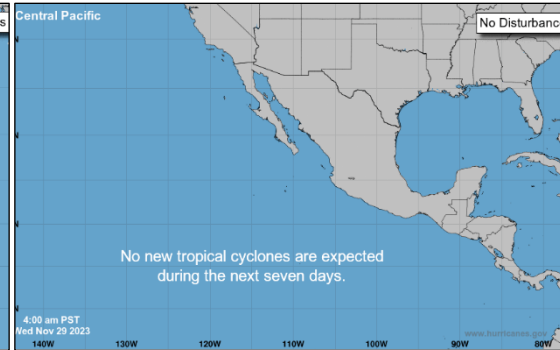 s
Central Pacific
No Disturbance
No new tropical cyclones are expected
during the next seven days.
4:00 am PST
Wed Nov 29 2023
www.hurricanes.gov
140W 130W 120W 110W 100W 90W 80W